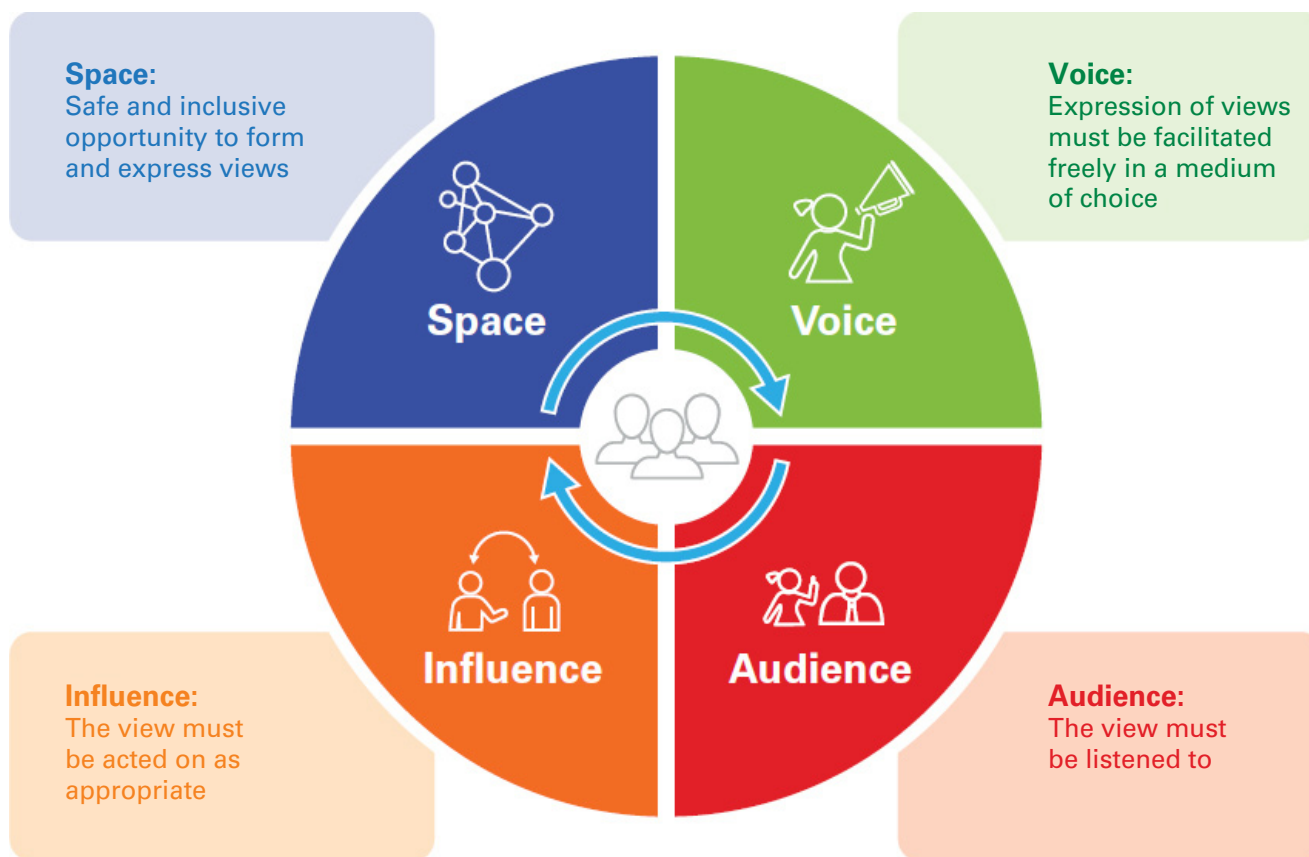 Space:
Safe and inclusive
opportunity to form
and express views
Voice:
Expression of views
must be facilitated
freely in a medium
of choice
Space
Voice
Influence
Audience
Influence:
The view must
be acted on as
appropriate
Audience:
The view must
be listened to